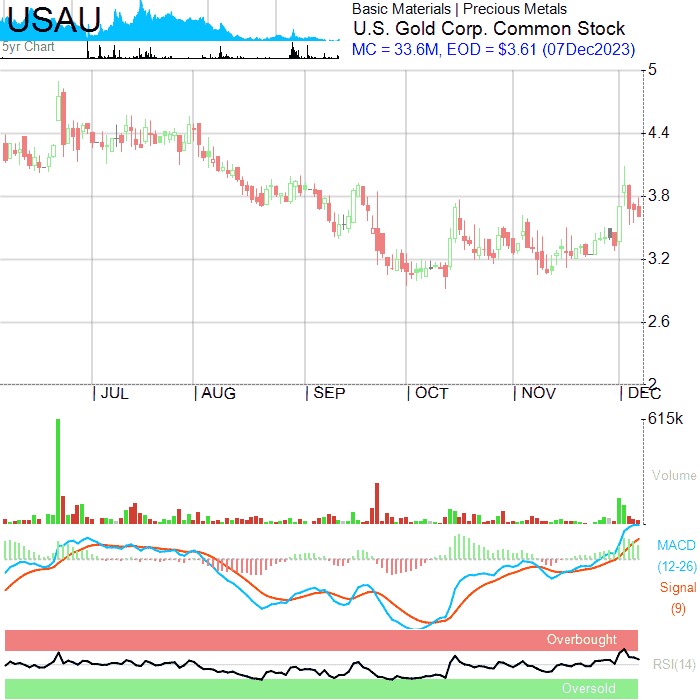 USAU
5yr Chart
Basic Materials | Precious Metals
U.S. Gold Corp. Common Stock
MC = 33.6M, EOD = $3.61 (07Dec2023)
5
4.4
3.8
3.2
2.6
2
JUL AUG SEP OCT NOV DEC
615k
Volume
MACD
(12-26)
Signal
(9)
Overbought
RSI(14)
Oversold